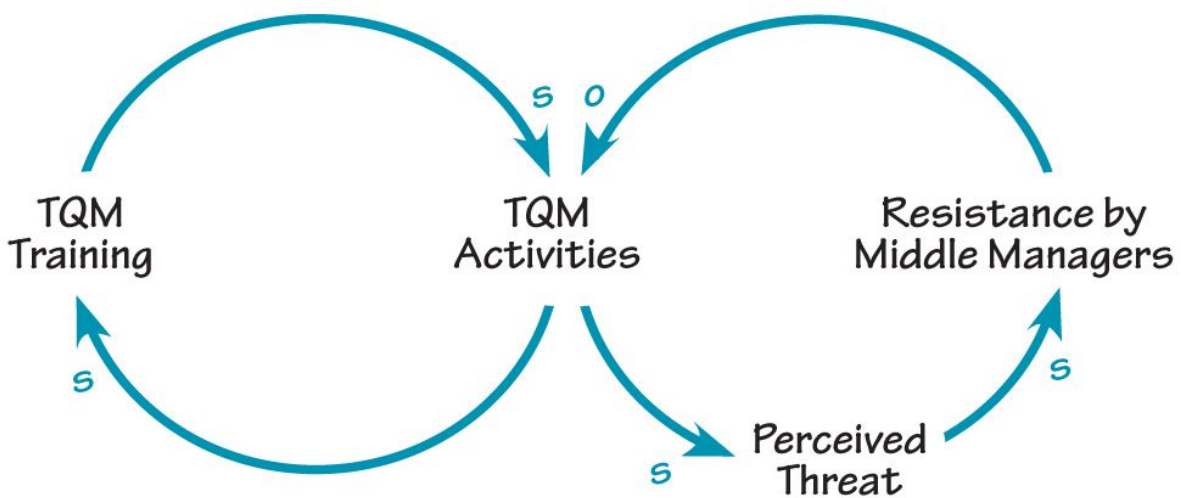 S O
TQM
Training
TQM
Activities
Resistance by
Middle Managers
S
S
S
Perceived
Threat